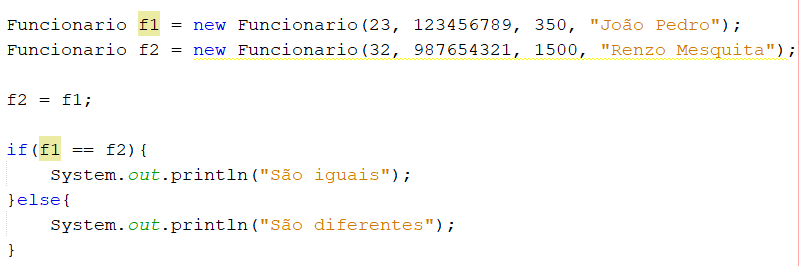 Funcionario f1 = new Funcionario(23, 123456789, 350, "João Pedro");
Funcionario f2 = new Funcionario(32, 987654321, 1500, "Renzo Mesquita");
f2 = f1;
if(f1 == f2){
System.out.println("São iguais");
}else{
System.out.println("São diferentes");
}